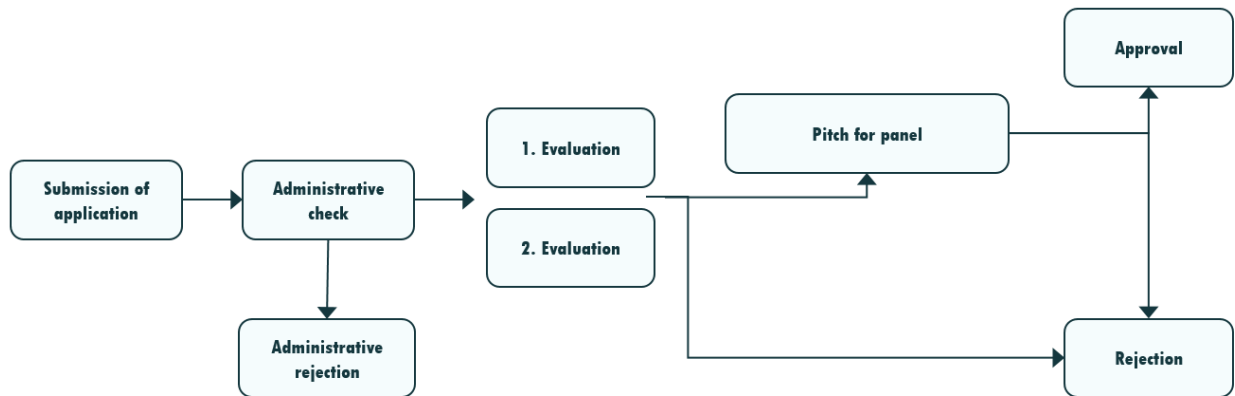 Submission of
application
Administrative
check
Administrative
rejection
1. Evaluation
2. Evaluation
Pitch for panel
Approval
Rejection